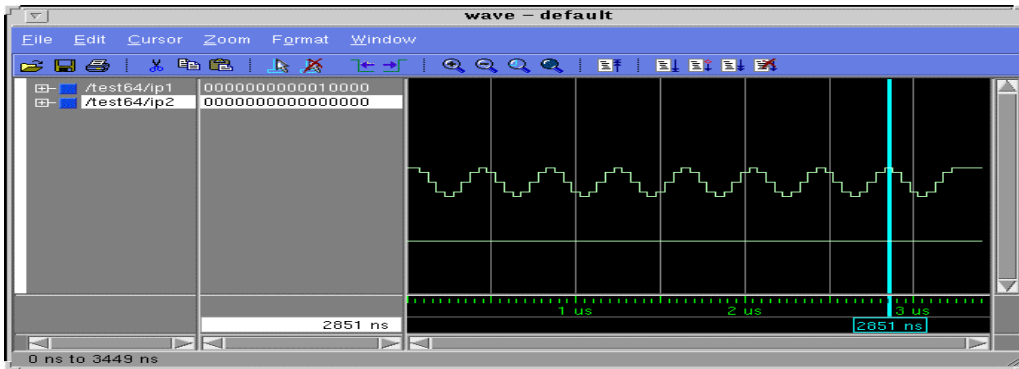 wave – default
File Edit Cursor Zoom Format Window
/test64/ip1 0000000000010000
/test64/ip2 0000000000000000
1 us 2 us 3 us
2851 ns 2851 ns
0 ns to 3449 ns